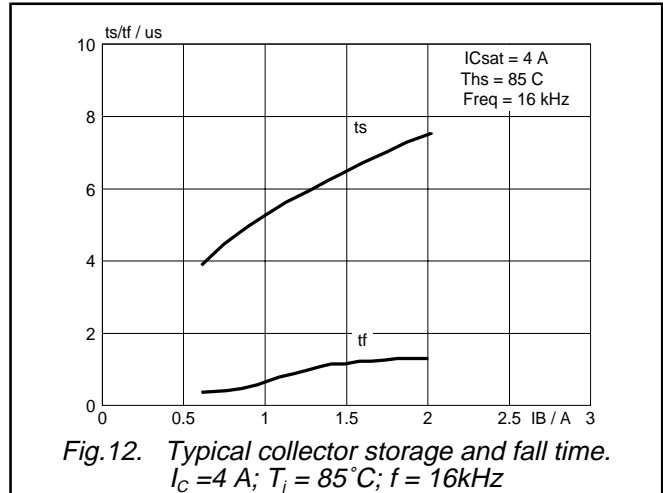 ts/tf / us
10
8
6
4
2
0
ICsat = 4 A
Ths = 85 C
Freq = 16 kHz
ts
tf
0 0.5 1 1.5 2 2.5 IB / A 3
Fig.12. Typical collector storage and fall time.
IC =4 A; Tj = 85˚C; f = 16kHz